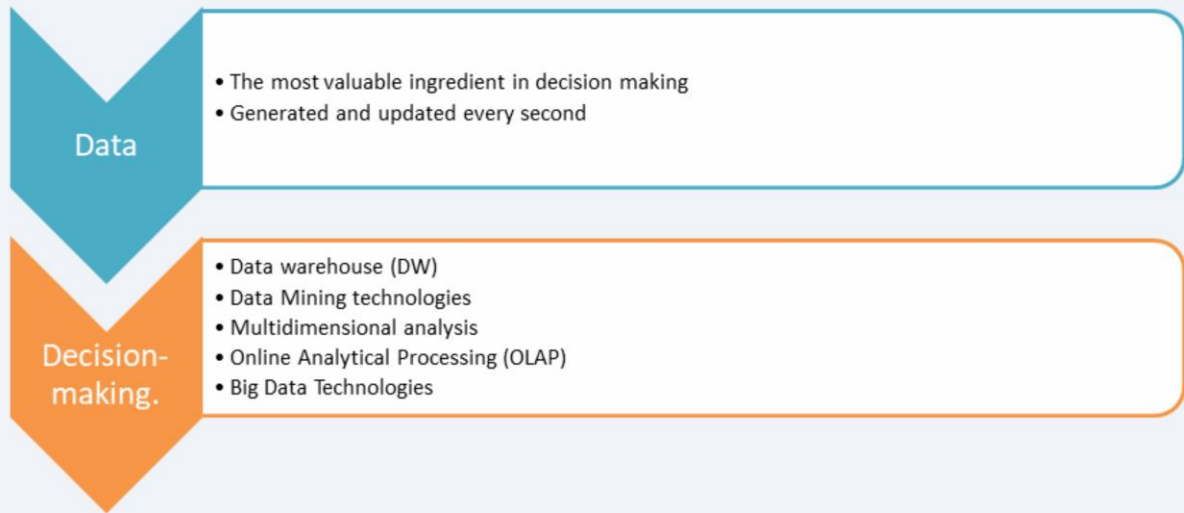 Data
• The most valuable ingredient in decision making
• Generated and updated every second
Decision-
making.
• Data warehouse (DW)
• Data Mining technologies
• Multidimensional analysis
• Online Analytical Processing (OLAP)
• Big Data Technologies